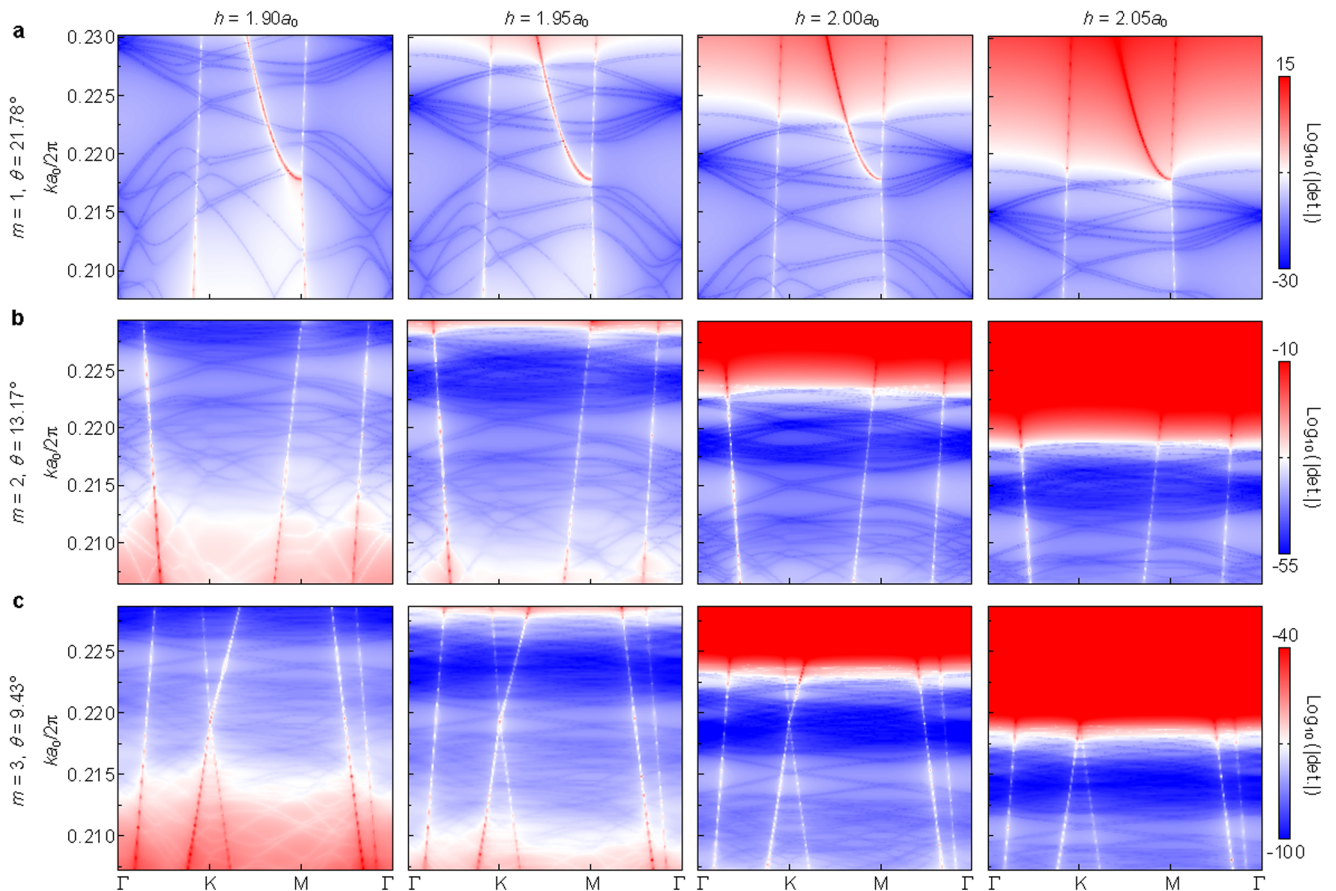 h = 1.90a₀ h = 1.95a₀ h = 2.00a₀ h = 2.05a₀
a
m = 1, θ = 21.78°
ka₀/2π
0.230
0.225
0.220
0.215
0.210
15
Log₁₀ (|det.|)
-30
b
m = 2, θ = 13.17°
ka₀/2π
0.225
0.220
0.215
0.210
-10
Log₁₀ (|det.|)
-55
c
m = 3, θ = 9.43°
ka₀/2π
0.225
0.220
0.215
0.210
-40
Log₁₀ (|det.|)
-100
Γ K M Γ Γ K M Γ Γ K M Γ Γ K M Γ